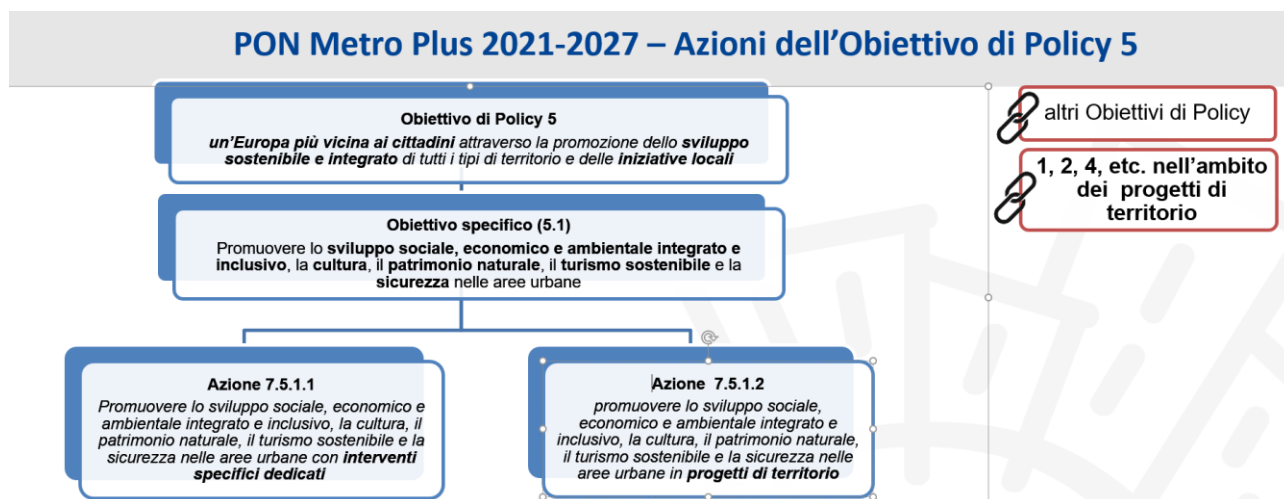 PON Metro Plus 2021-2027 – Azioni dell’Obiettivo di Policy 5
Obiettivo di Policy 5
un’Europa più vicina ai cittadini attraverso la promozione dello sviluppo
sostenibile e integrato di tutti i tipi di territorio e delle iniziative locali
altri Obiettivi di Policy
1, 2, 4, etc. nell’ambito
dei progetti di
territorio
Obiettivo specifico (5.1)
Promuovere lo sviluppo sociale, economico e ambientale integrato e
inclusivo, la cultura, il patrimonio naturale, il turismo sostenibile e la
sicurezza nelle aree urbane
Azione 7.5.1.1
Promuovere lo sviluppo sociale, economico e
ambientale integrato e inclusivo, la cultura, il
patrimonio naturale, il turismo sostenibile e la
sicurezza nelle aree urbane con interventi
specifici dedicati
Azione 7.5.1.2
promuovere lo sviluppo sociale,
economico e ambientale integrato e
inclusivo, la cultura, il patrimonio naturale,
il turismo sostenibile e la sicurezza nelle
aree urbane in progetti di territorio